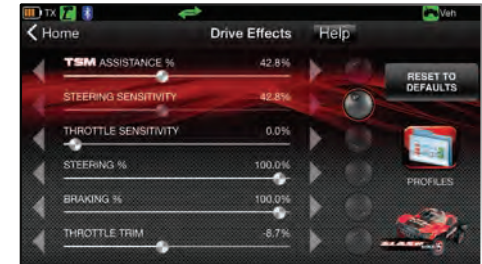 TX Veh
Home Drive Effects Help
TSM ASSISTANCE % 42.8%
STEERING SENSITIVITY 42.8%
THROTTLE SENSITIVITY 0.0%
STEERING % 100.0%
BRAKING % 100.0%
THROTTLE TRIM -8.7%
RESET TO
DEFAULTS
PROFILES
SLASH